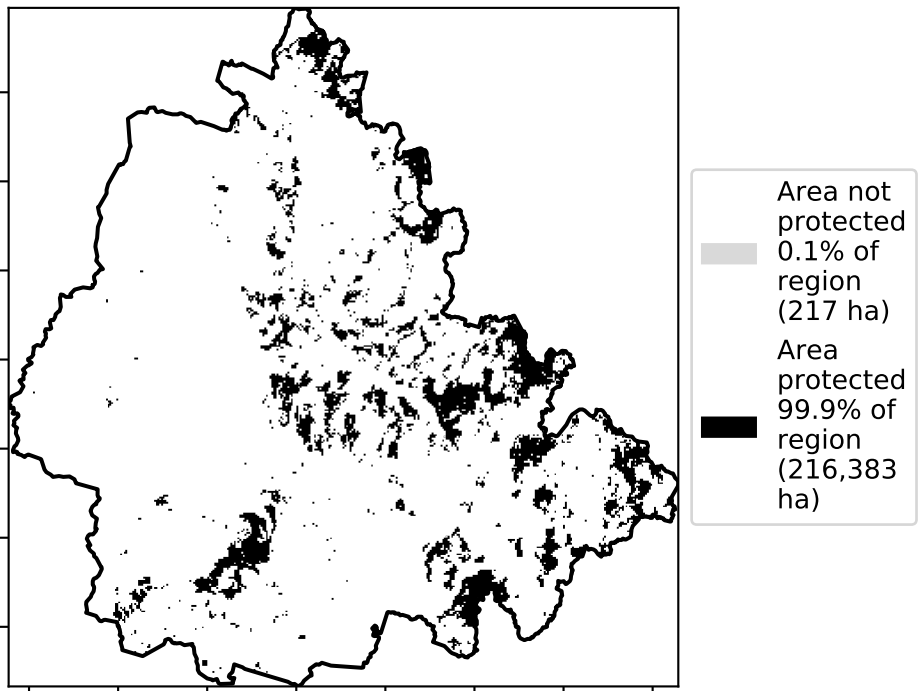 Area not
protected
0.1% of
region
(217 ha)
Area
protected
99.9% of
region
(216,383
ha)